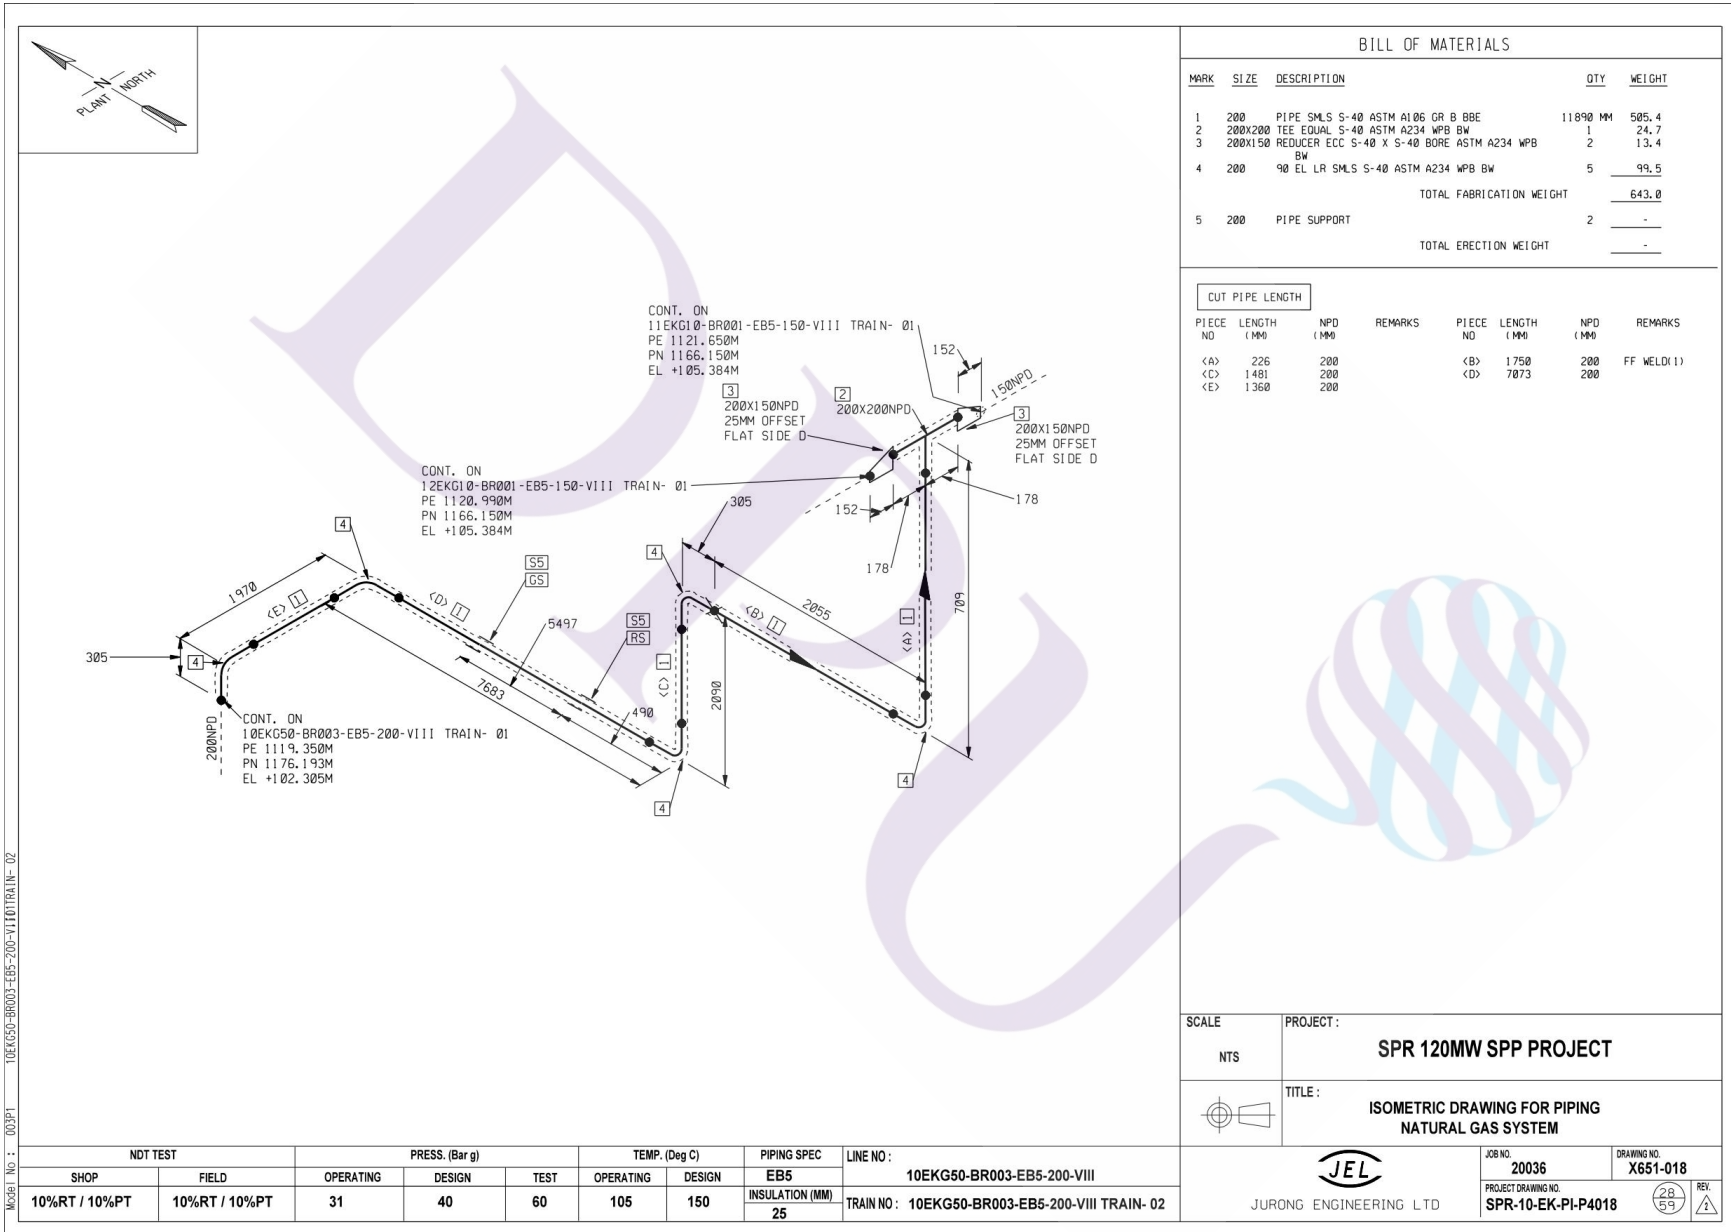 N
PLANT NORTH
BILL OF MATERIALS
MARK SIZE DESCRIPTION QTY WEIGHT
1 200 PIPE SMLS S-40 ASTM A106 GR B BBE 11890 MM 505.4
2 200X200 TEE EQUAL S-40 ASTM A234 WPB BW 1 24.7
3 200X150 REDUCER ECC S-40 X S-40 BORE ASTM A234 WPB 2 13.4
BW
4 200 90 EL LR SMLS S-40 ASTM A234 WPB BW 5 99.5
TOTAL FABRICATION WEIGHT 643.0
5 200 PIPE SUPPORT 2 -
TOTAL ERECTION WEIGHT -
CUT PIPE LENGTH
PIECE LENGTH NPD REMARKS PIECE LENGTH NPD REMARKS
NO (MM) (MM) NO (MM) (MM)
<A> 226 200 <B> 1750 200 FF WELD(1)
<C> 1481 200 <D> 7073 200
<E> 1360 200
CONT. ON
11EKG10-BR001-EB5-150-VIII TRAIN- 01
PE 1121.650M
PN 1166.150M
EL +105.384M
152
150NPD
3
200X150NPD
25MM OFFSET
FLAT SIDE D
2
200X200NPD
3
200X150NPD
25MM OFFSET
FLAT SIDE D
CONT. ON
12EKG10-BR001-EB5-150-VIII TRAIN- 01
PE 1120.990M
PN 1166.150M
EL +105.384M
305
152
178
178
4
4
S5
GS
1970
<E> 1
<D> 1
5497
S5
RS
<B> 1
2055
709
<A> 1
305
4
7683
<C> 1
2090
490
200NPD
CONT. ON
10EKG50-BR003-EB5-200-VIII TRAIN- 01
PE 1119.350M
PN 1176.193M
EL +102.305M
4
4
DPU
Model No : 003P1 10EKG50-BR003-EB5-200-VIII01TRAIN- 02
SCALE
NTS
PROJECT :
SPR 120MW SPP PROJECT
TITLE :
ISOMETRIC DRAWING FOR PIPING
NATURAL GAS SYSTEM
NDT TEST PRESS. (Bar g) TEMP. (Deg C) PIPING SPEC LINE NO :
SHOP FIELD OPERATING DESIGN TEST OPERATING DESIGN EB5 10EKG50-BR003-EB5-200-VIII
10%RT / 10%PT 10%RT / 10%PT 31 40 60 105 150 INSULATION (MM) 25 TRAIN NO : 10EKG50-BR003-EB5-200-VIII TRAIN- 02
JEL
JURONG ENGINEERING LTD
JOB NO.
20036
DRAWING NO.
X651-018
PROJECT DRAWING NO.
SPR-10-EK-PI-P4018
28
59
REV.
2